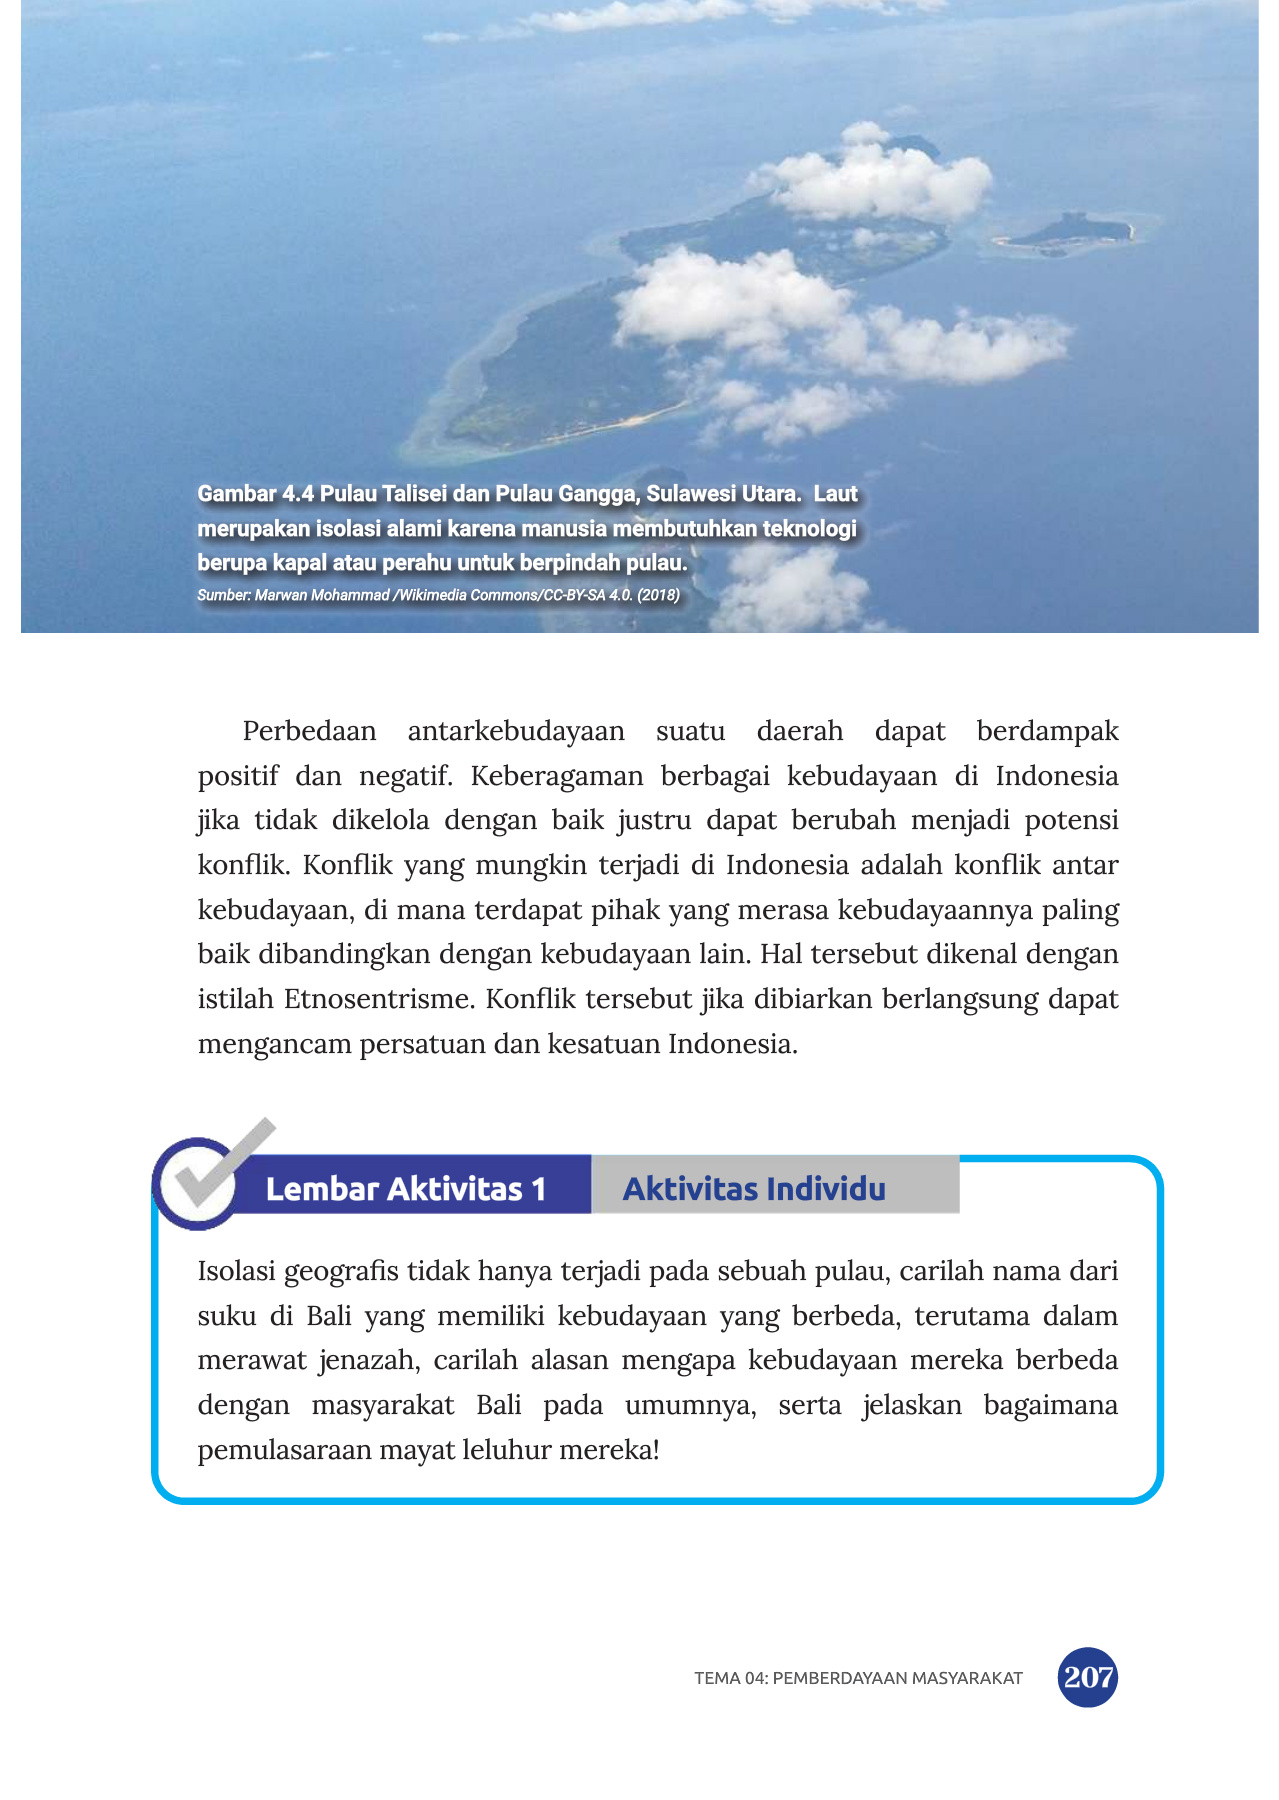 Gambar 4.4 Pulau Talisei dan Pulau Gangga, Sulawesi Utara. Laut
merupakan isolasi alami karena manusia membutuhkan teknologi
berupa kapal atau perahu untuk berpindah pulau.
Sumber: Marwan Mohammad /Wikimedia Commons/CC-BY-SA 4.0. (2018)
Perbedaan antarkebudayaan suatu daerah dapat berdampak
positif dan negatif. Keberagaman berbagai kebudayaan di Indonesia
jika tidak dikelola dengan baik justru dapat berubah menjadi potensi
konflik. Konflik yang mungkin terjadi di Indonesia adalah konflik antar
kebudayaan, di mana terdapat pihak yang merasa kebudayaannya paling
baik dibandingkan dengan kebudayaan lain. Hal tersebut dikenal dengan
istilah Etnosentrisme. Konflik tersebut jika dibiarkan berlangsung dapat
mengancam persatuan dan kesatuan Indonesia.
Lembar Aktivitas 1 Aktivitas Individu
Isolasi geografis tidak hanya terjadi pada sebuah pulau, carilah nama dari
suku di Bali yang memiliki kebudayaan yang berbeda, terutama dalam
merawat jenazah, carilah alasan mengapa kebudayaan mereka berbeda
dengan masyarakat Bali pada umumnya, serta jelaskan bagaimana
pemulasaraan mayat leluhur mereka!
TEMA 04: PEMBERDAYAAN MASYARAKAT 207